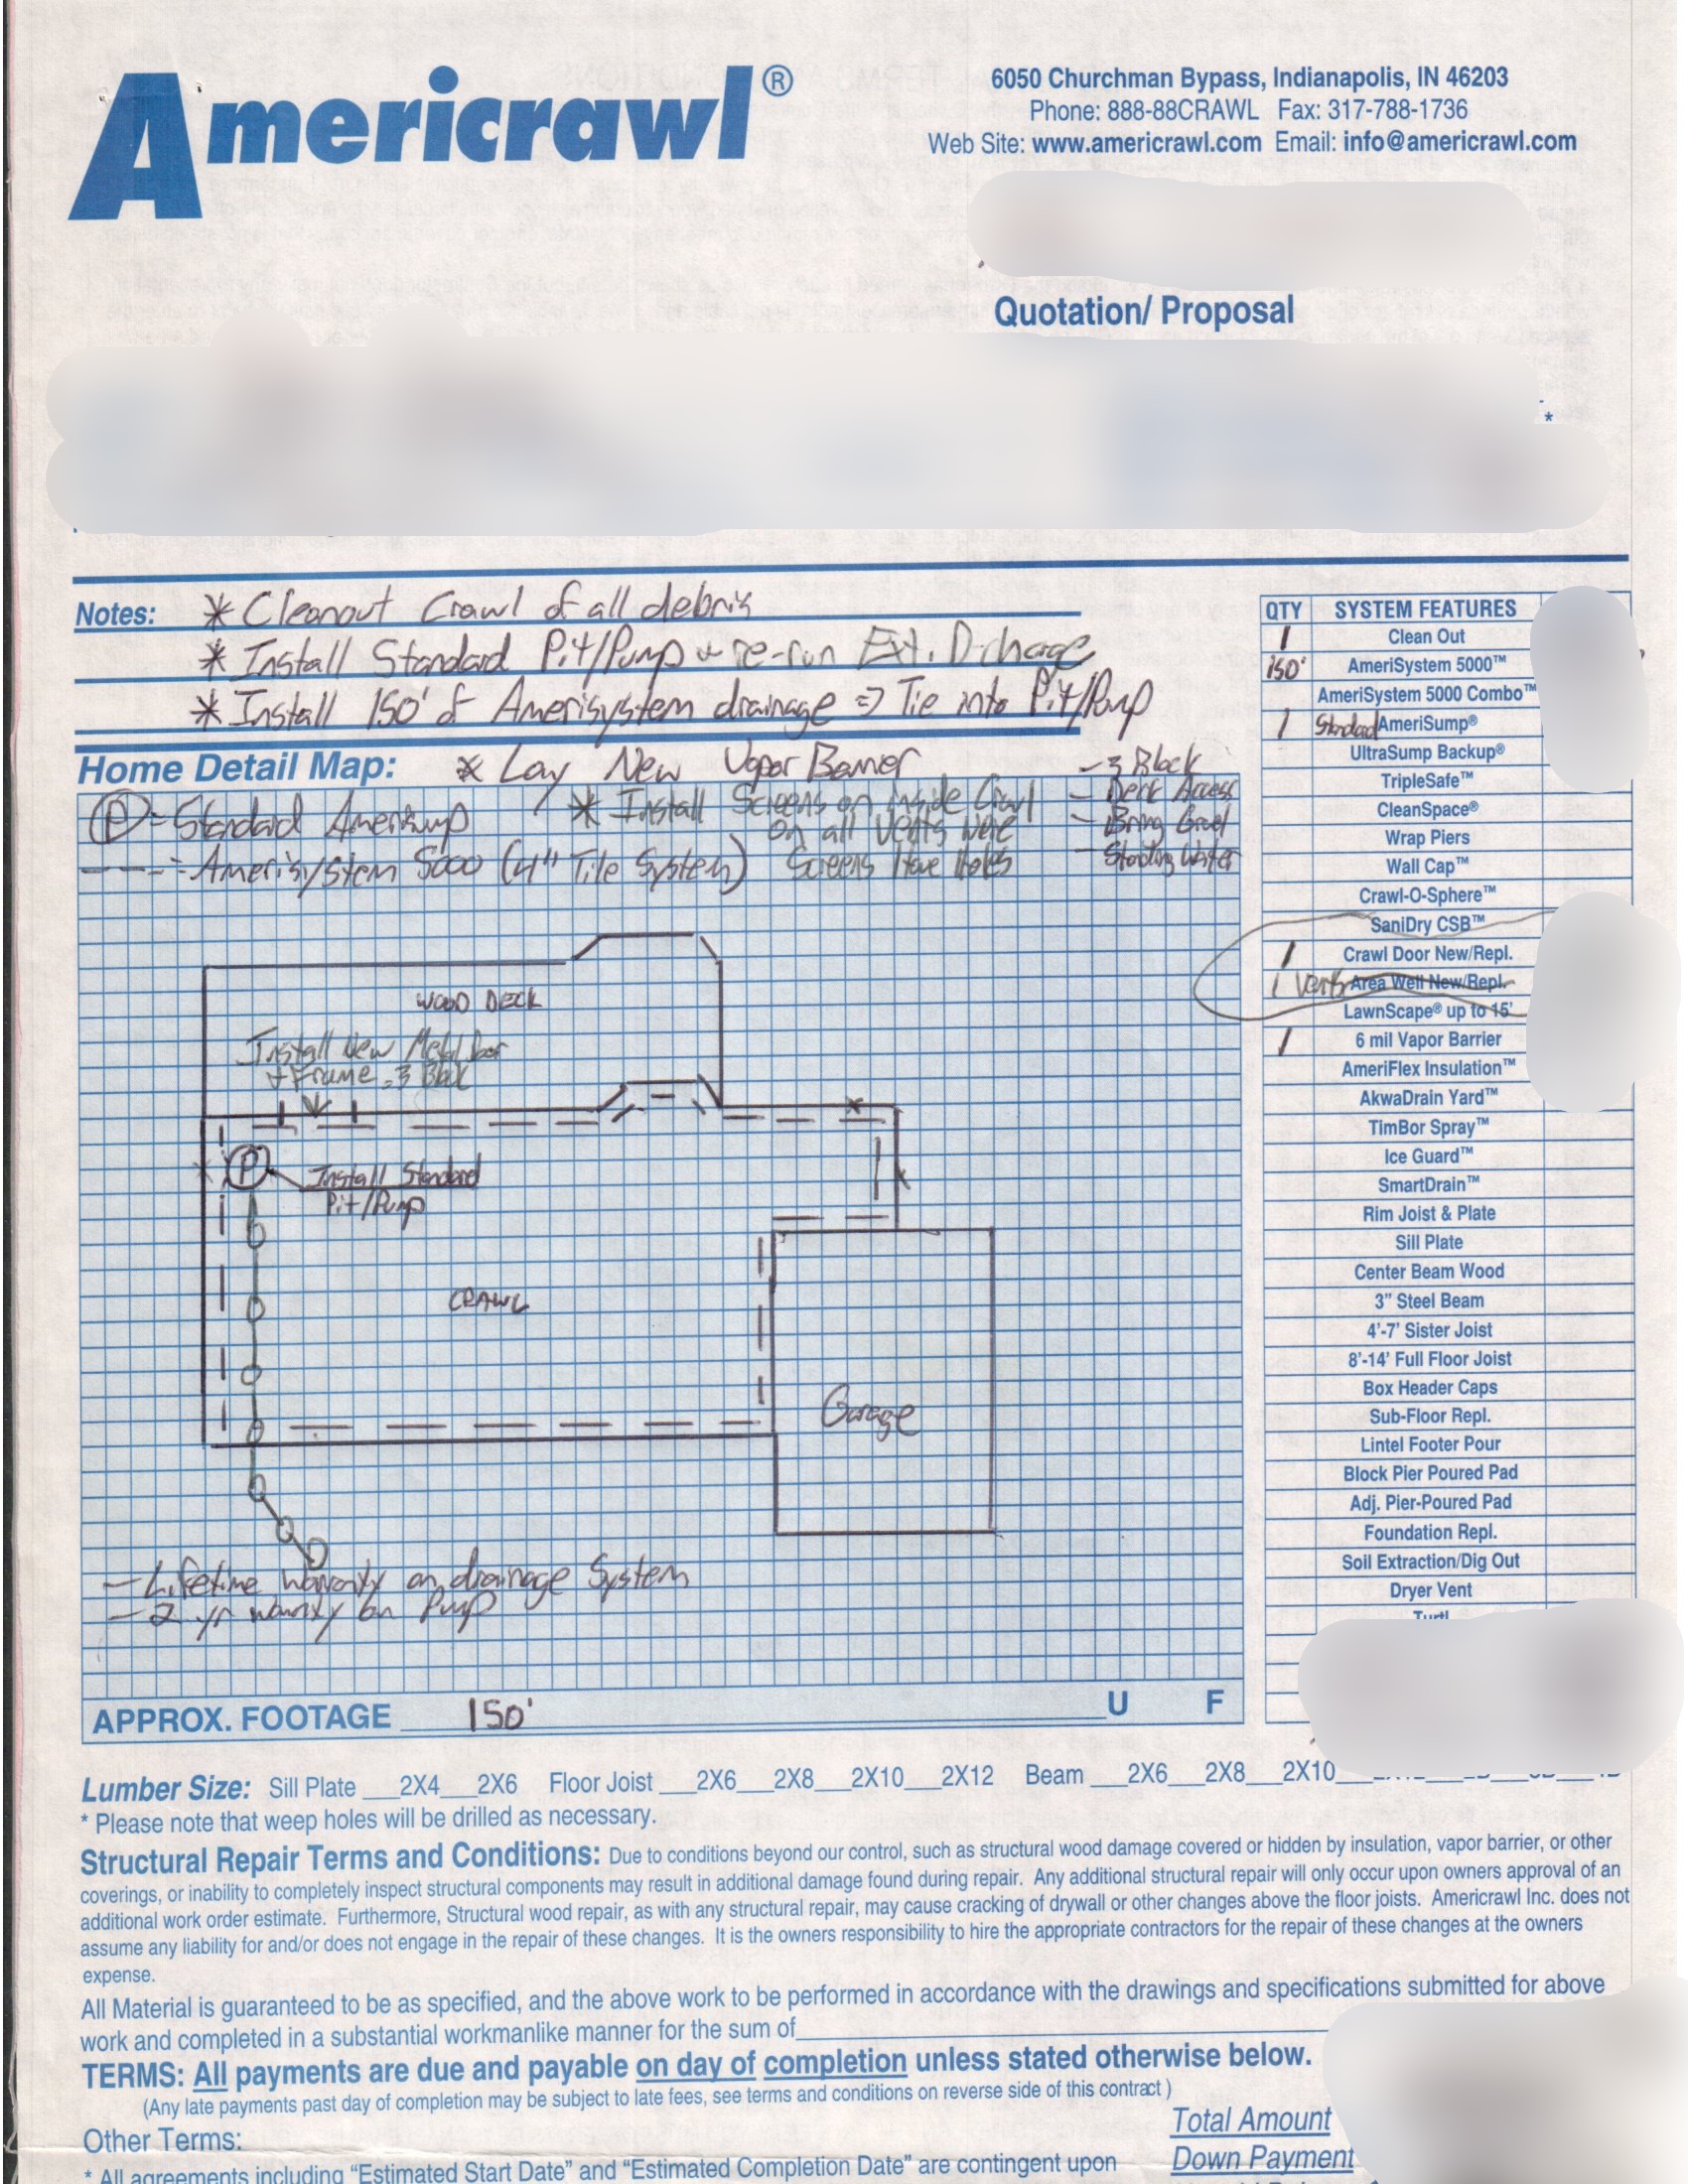 Americrawl®
6050 Churchman Bypass, Indianapolis, IN 46203
Phone: 888-88CRAWL Fax: 317-788-1736
Web Site: www.americrawl.com Email: info@americrawl.com
Quotation/ Proposal
*
Notes: * Cleanout Crawl of all debris
* Install Standard Pit/Pump & re-run Ext. D-charge
* Install 150' of Amerisystem drainage => Tie into Pit/Pump
Home Detail Map: * Lay New Vapor Barrier
P = Standard Amerisump
* Install Screens on inside Crawl
on all Vents were
Screens Have Holes
---- = Amerisystem 5000 (4" Tile System)
- 3 Block
- Deck Access
- Bring Gravel
- Standing Water
WOOD DECK
Install New Metal Door
+ Frame = 3 Block
P
Install Standard
Pit/Pump
CRAWL
Garage
- Lifetime Warranty on drainage System
- 2 yr warranty on Pump
APPROX. FOOTAGE 150' U F
QTY SYSTEM FEATURES
1 Clean Out
150' AmeriSystem 5000™
AmeriSystem 5000 Combo™
1 Standard AmeriSump®
UltraSump Backup®
TripleSafe™
CleanSpace®
Wrap Piers
Wall Cap™
Crawl-O-Sphere™
SaniDry CSB™
1 Crawl Door New/Repl.
1 Vents Area Well New/Repl.
LawnScape® up to 15'
1 6 mil Vapor Barrier
AmeriFlex Insulation™
AkwaDrain Yard™
TimBor Spray™
Ice Guard™
SmartDrain™
Rim Joist & Plate
Sill Plate
Center Beam Wood
3” Steel Beam
4’-7’ Sister Joist
8’-14’ Full Floor Joist
Box Header Caps
Sub-Floor Repl.
Lintel Footer Pour
Block Pier Poured Pad
Adj. Pier-Poured Pad
Foundation Repl.
Soil Extraction/Dig Out
Dryer Vent
Lumber Size: Sill Plate ___2X4___2X6 Floor Joist ___2X6___2X8___2X10___2X12 Beam ___2X6___2X8___2X10___
* Please note that weep holes will be drilled as necessary.
Structural Repair Terms and Conditions: Due to conditions beyond our control, such as structural wood damage covered or hidden by insulation, vapor barrier, or other
coverings, or inability to completely inspect structural components may result in additional damage found during repair. Any additional structural repair will only occur upon owners approval of an
additional work order estimate. Furthermore, Structural wood repair, as with any structural repair, may cause cracking of drywall or other changes above the floor joists. Americrawl Inc. does not
assume any liability for and/or does not engage in the repair of these changes. It is the owners responsibility to hire the appropriate contractors for the repair of these changes at the owners
expense.
All Material is guaranteed to be as specified, and the above work to be performed in accordance with the drawings and specifications submitted for above
work and completed in a substantial workmanlike manner for the sum of
TERMS: All payments are due and payable on day of completion unless stated otherwise below.
(Any late payments past day of completion may be subject to late fees, see terms and conditions on reverse side of this contract )
Total Amount
Other Terms:
Down Payment
* All agreements including “Estimated Start Date” and “Estimated Completion Date” are contingent upon